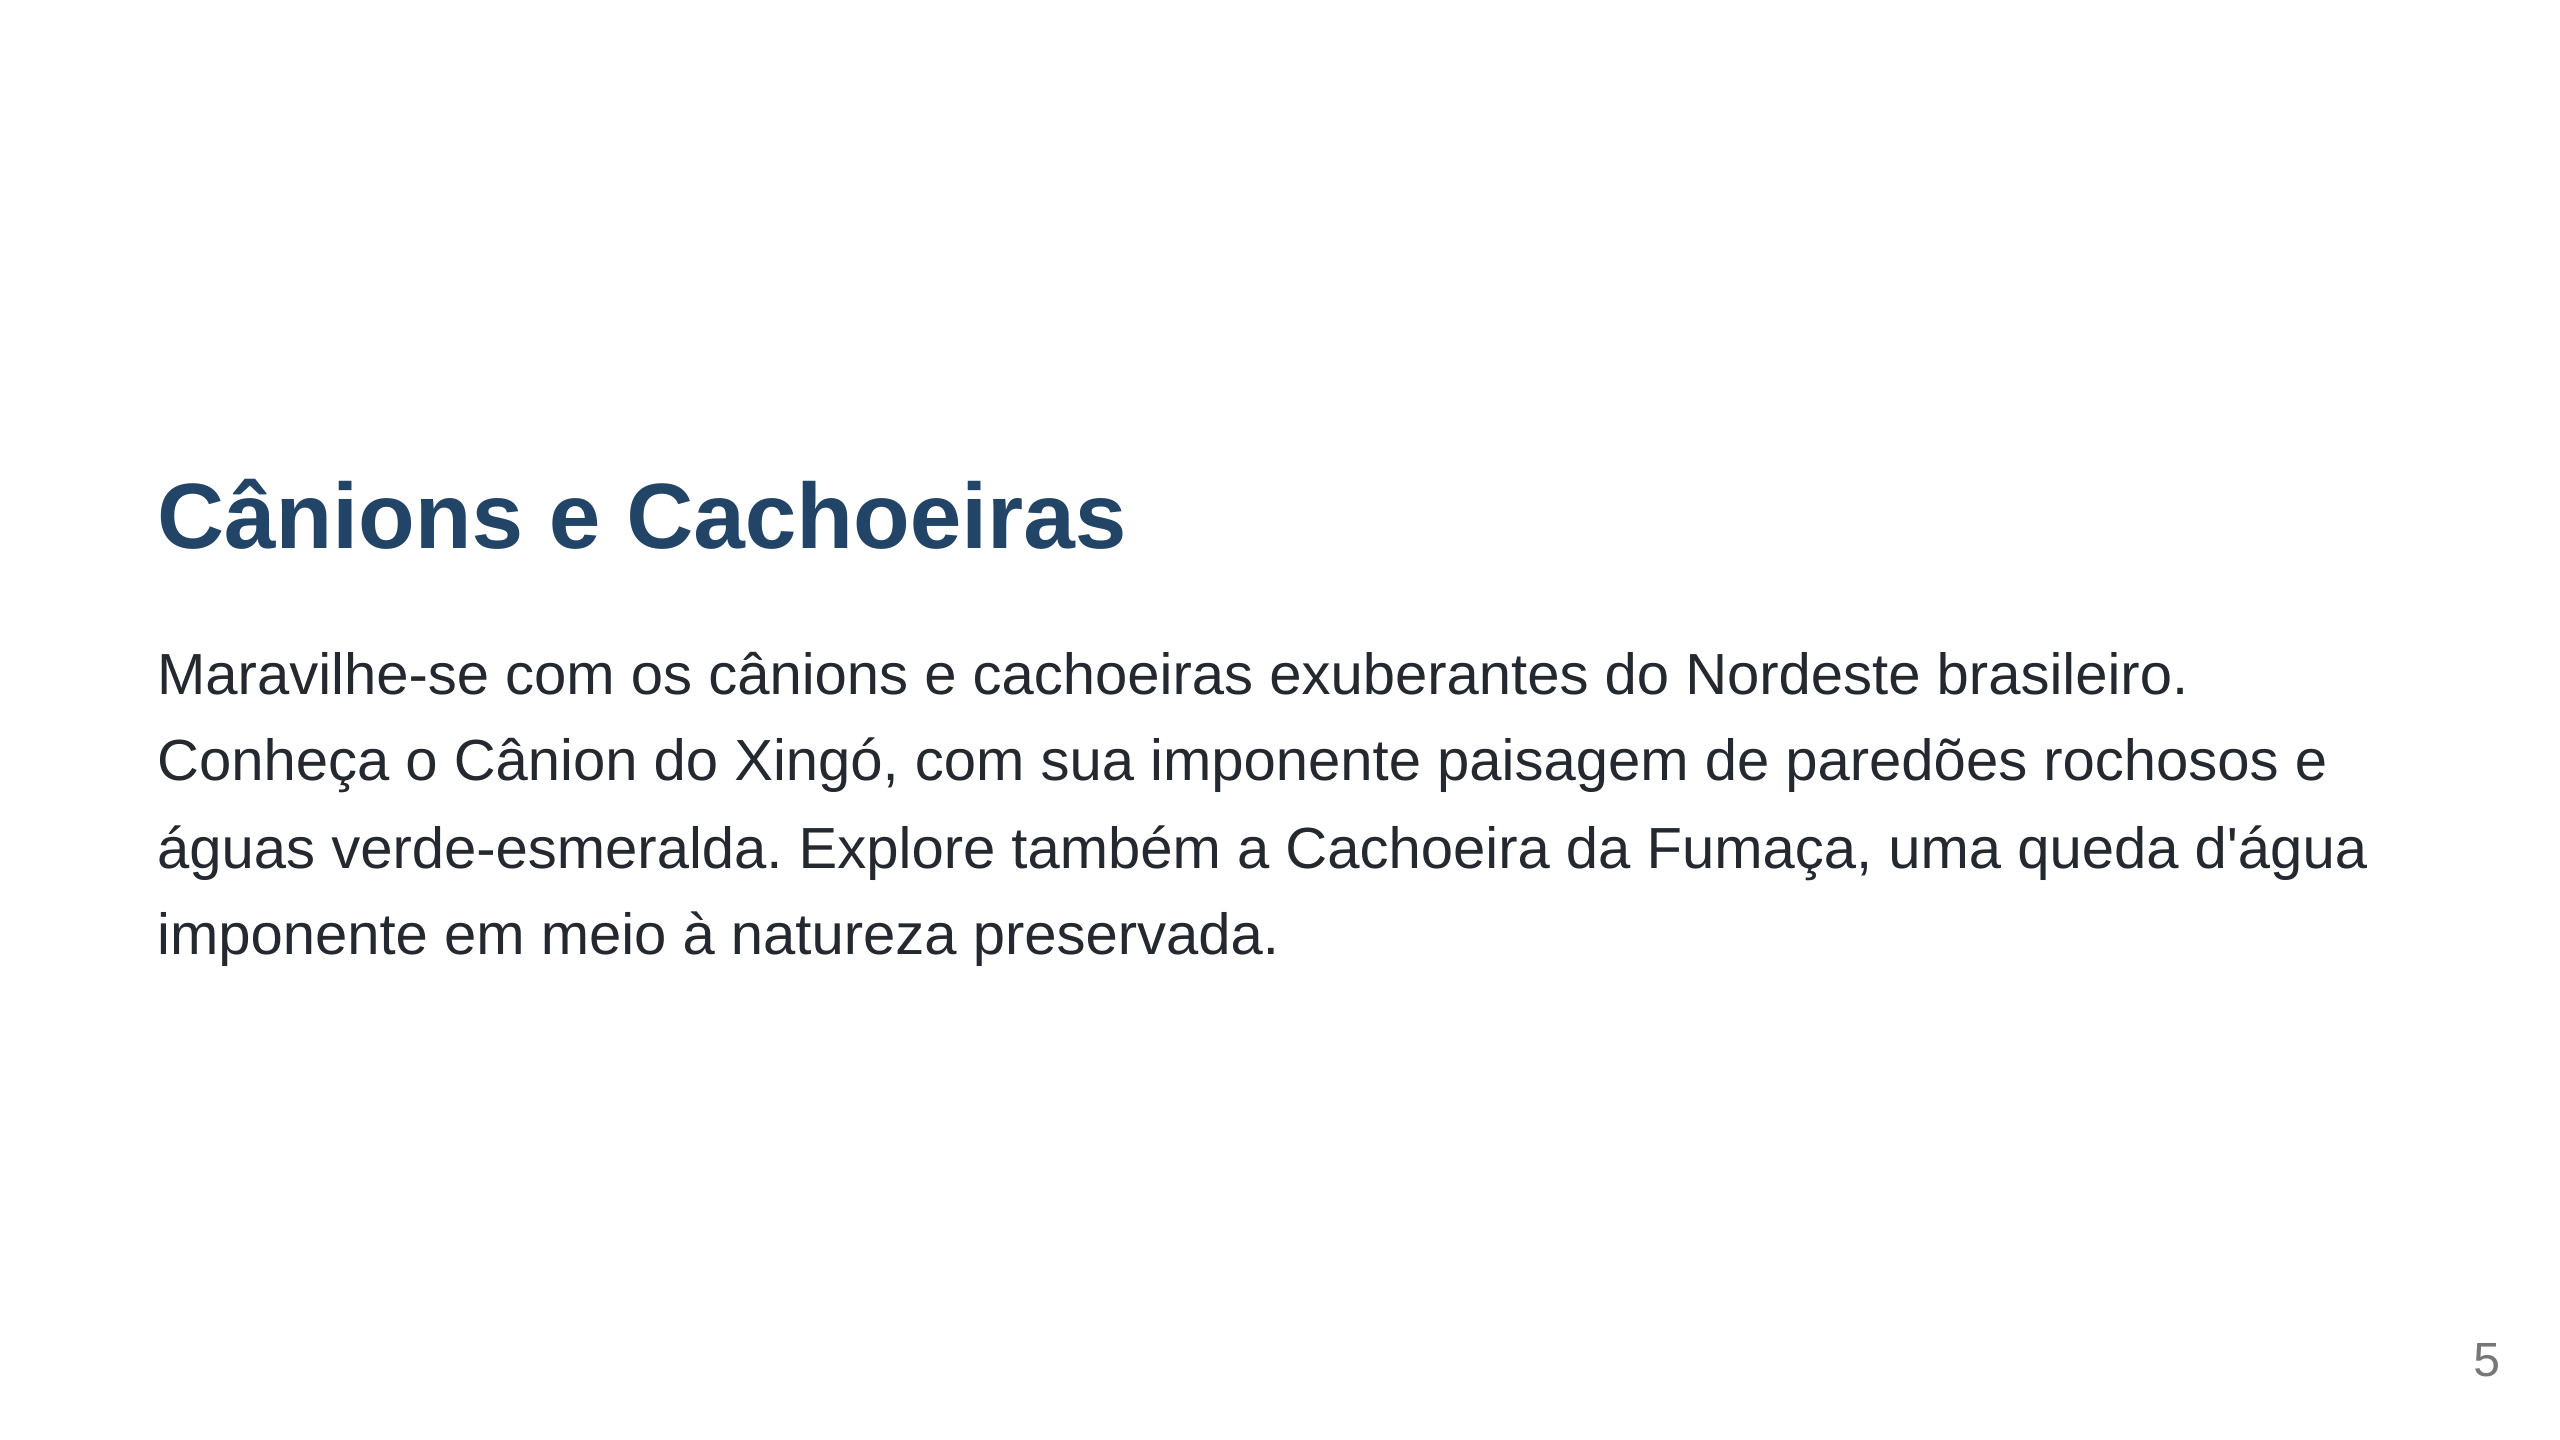 Cânions e Cachoeiras
Maravilhe-se com os cânions e cachoeiras exuberantes do Nordeste brasileiro.
Conheça o Cânion do Xingó, com sua imponente paisagem de paredões rochosos e
águas verde-esmeralda. Explore também a Cachoeira da Fumaça, uma queda d'água
imponente em meio à natureza preservada.
5